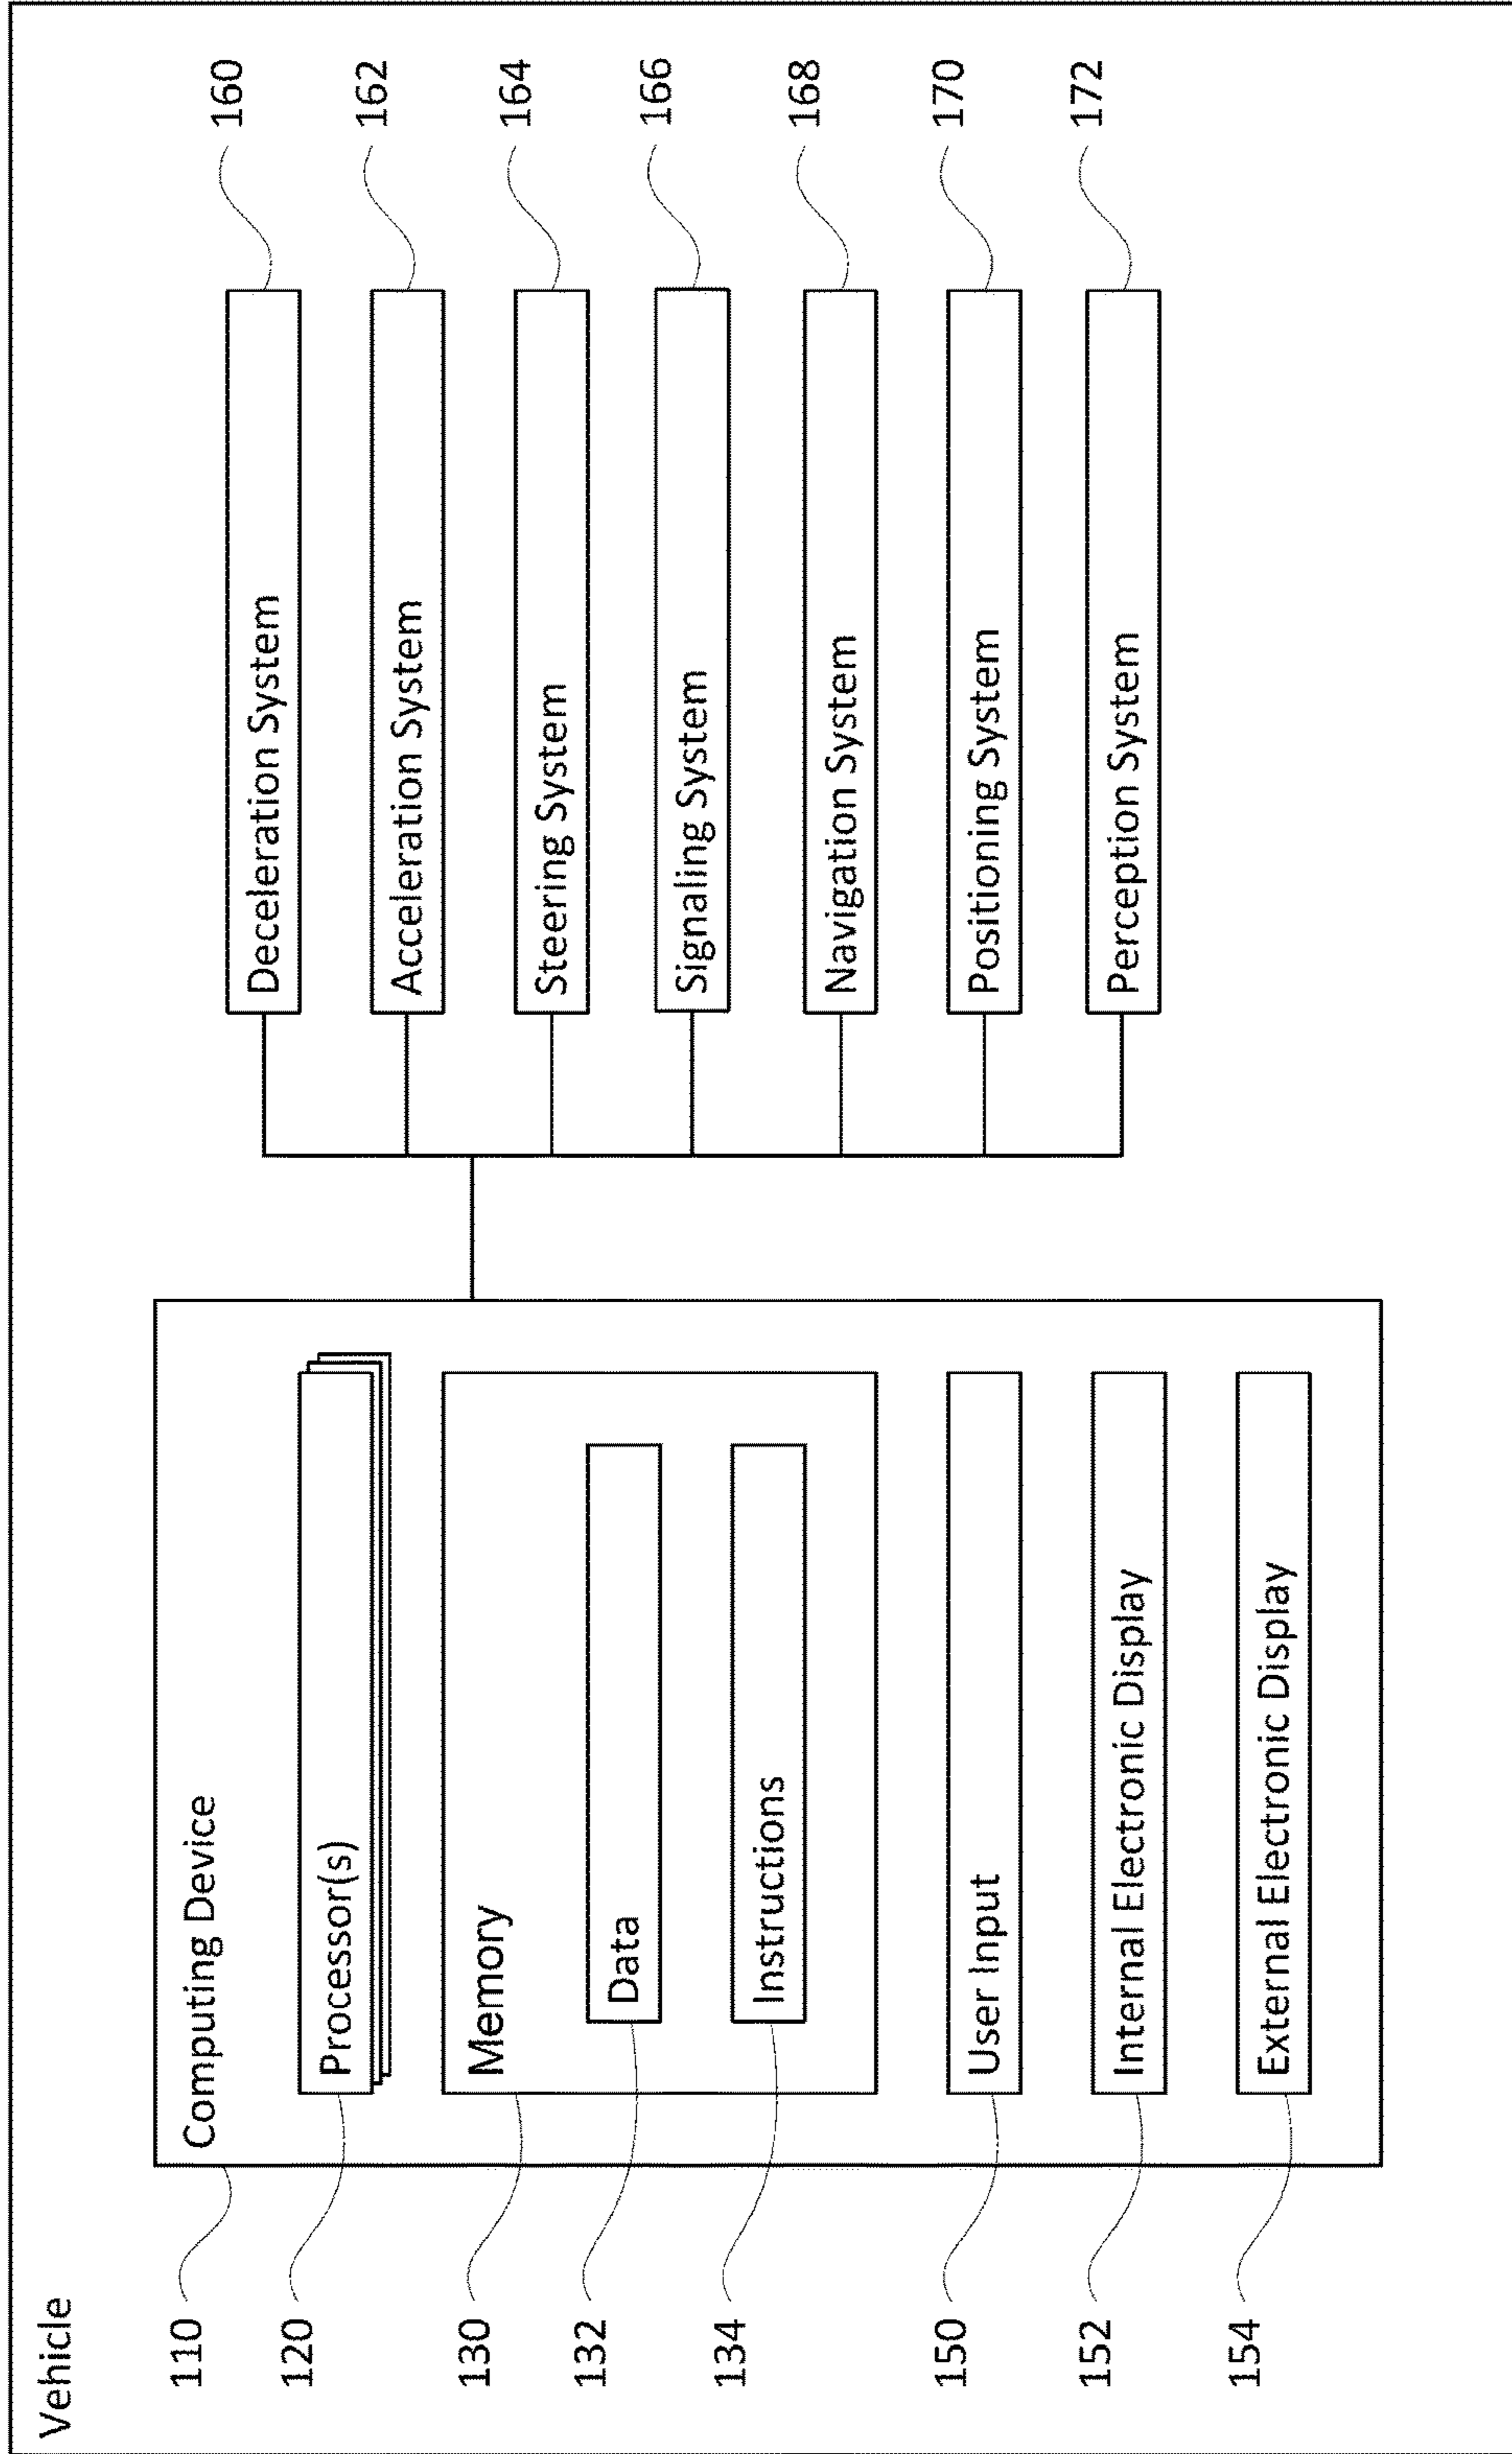 Vehicle
110
Computing Device
120
Processor(s)
130
Memory
132
Data
134
Instructions
150
User Input
152
Internal Electronic Display
154
External Electronic Display
Deceleration System
160
Acceleration System
162
Steering System
164
Signaling System
166
Navigation System
168
Positioning System
170
Perception System
172